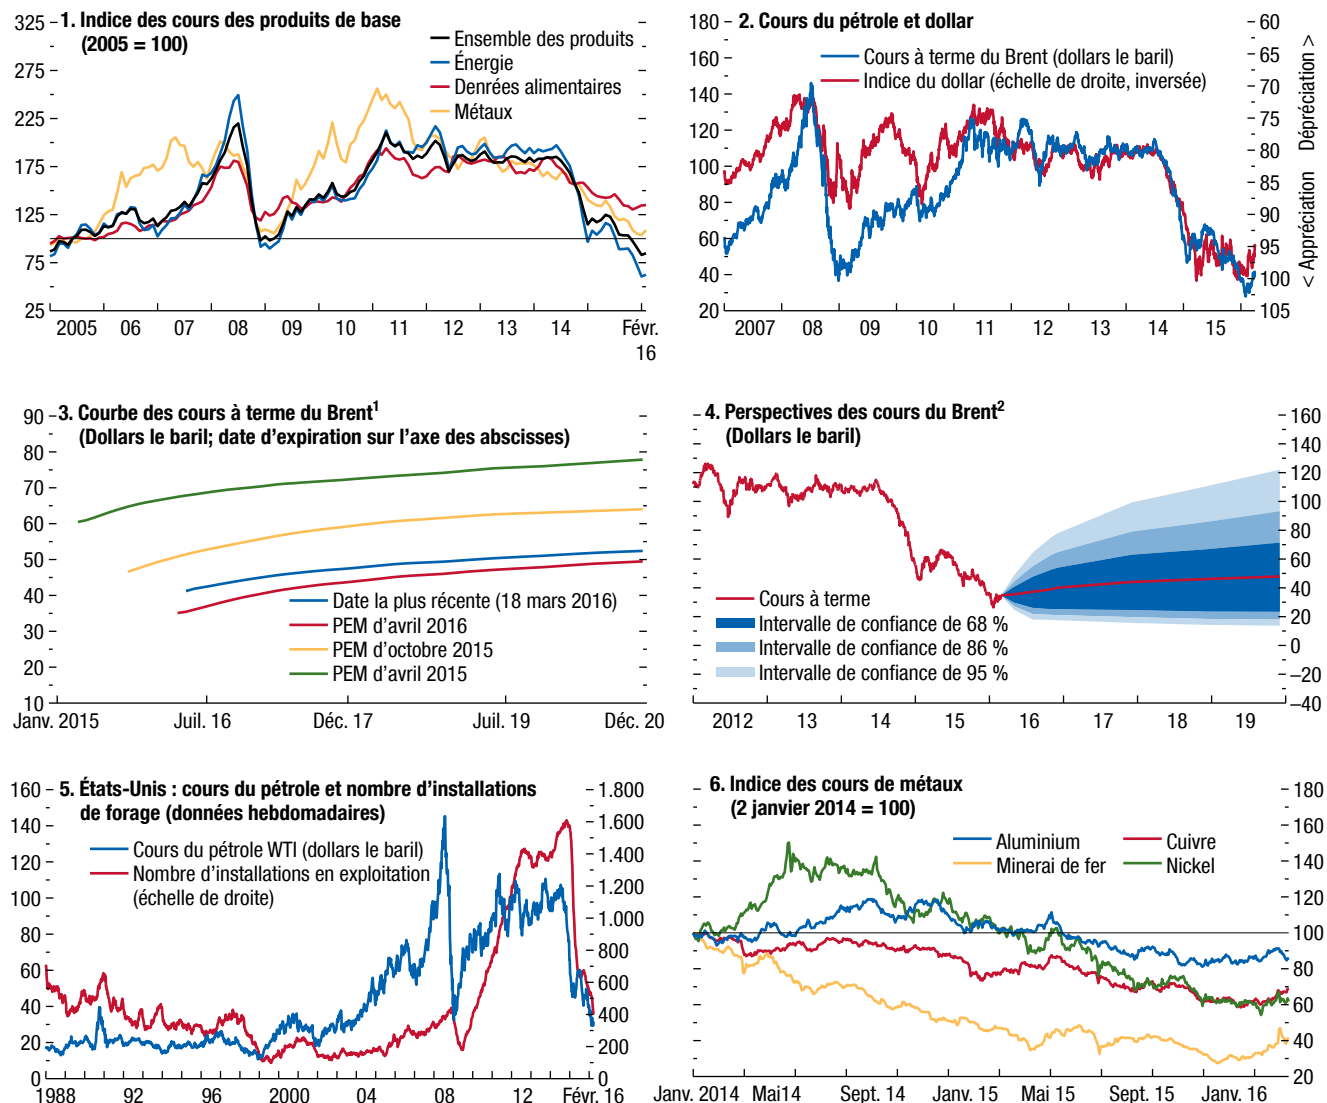 1. Indice des cours des produits de base
(2005 = 100)
Ensemble des produits
Énergie
Denrées alimentaires
Métaux
325
275
225
175
125
75
25
2005 06 07 08 09 10 11 12 13 14 Févr.
16
2. Cours du pétrole et dollar
Cours à terme du Brent (dollars le baril)
Indice du dollar (échelle de droite, inversée)
180
160
140
120
100
80
60
40
20
60
65
70
75
80
85
90
95
100
105
< Appréciation Dépréciation >
2007 08 09 10 11 12 13 14 15
3. Courbe des cours à terme du Brent1
(Dollars le baril; date d'expiration sur l'axe des abscisses)
90
80
70
60
50
40
30
20
10
Date la plus récente (18 mars 2016)
PEM d'avril 2016
PEM d'octobre 2015
PEM d'avril 2015
Janv. 2015 Juil. 16 Déc. 17 Juil. 19 Déc. 20
4. Perspectives des cours du Brent2
(Dollars le baril)
160
140
120
100
80
60
40
20
0
–20
–40
Cours à terme
Intervalle de confiance de 68 %
Intervalle de confiance de 86 %
Intervalle de confiance de 95 %
2012 13 14 15 16 17 18 19
5. États-Unis : cours du pétrole et nombre d'installations
de forage (données hebdomadaires)
Cours du pétrole WTI (dollars le baril)
Nombre d'installations en exploitation
(échelle de droite)
160
140
120
100
80
60
40
20
0
1.800
1.600
1.400
1.200
1.000
800
600
400
200
0
1988 92 96 2000 04 08 12 Févr. 16
6. Indice des cours de métaux
(2 janvier 2014 = 100)
Aluminium
Cuivre
Minerai de fer
Nickel
180
160
140
120
100
80
60
40
20
Janv. 2014 Mai14 Sept. 14 Janv. 15 Mai 15 Sept. 15 Janv. 16